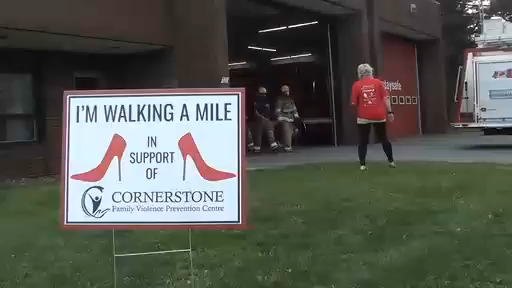 I'M WALKING A MILE
IN
SUPPORT
OF
CORNERSTONE
Family Violence Prevention Centre